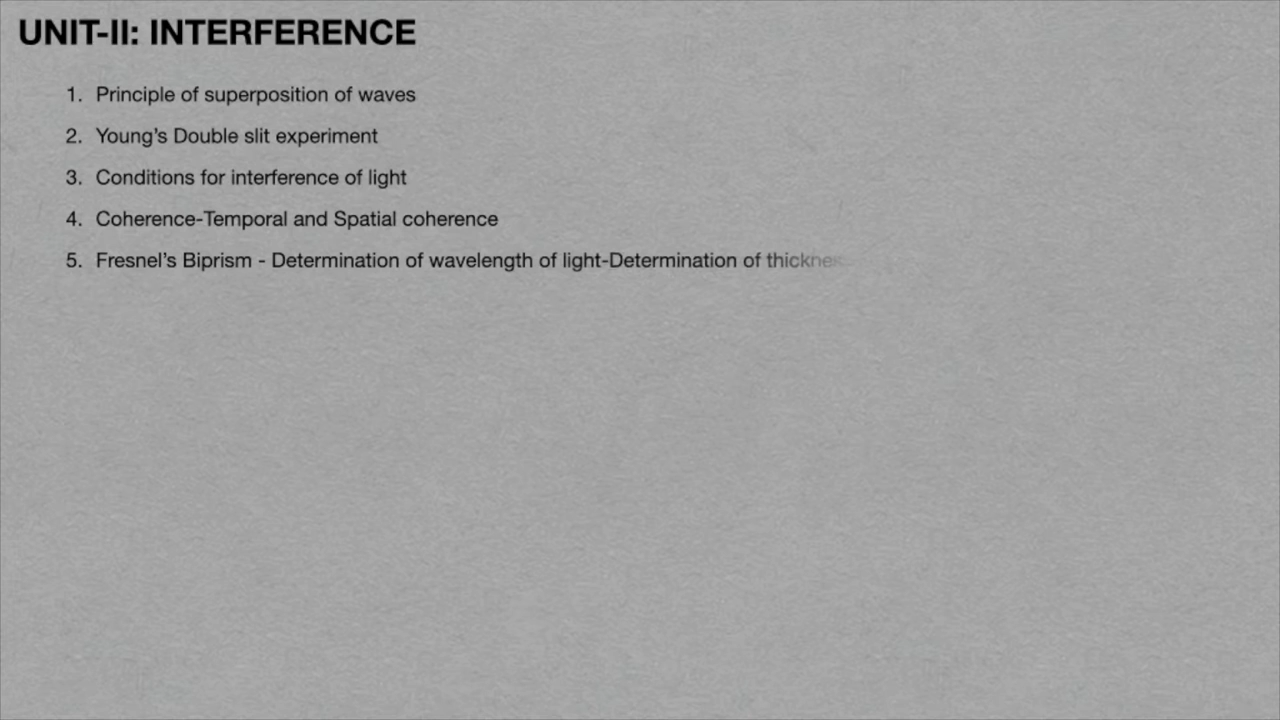 UNIT-II: INTERFERENCE
1. Principle of superposition of waves
2. Young’s Double slit experiment
3. Conditions for interference of light
4. Coherence-Temporal and Spatial coherence
5. Fresnel’s Biprism - Determination of wavelength of light-Determination of